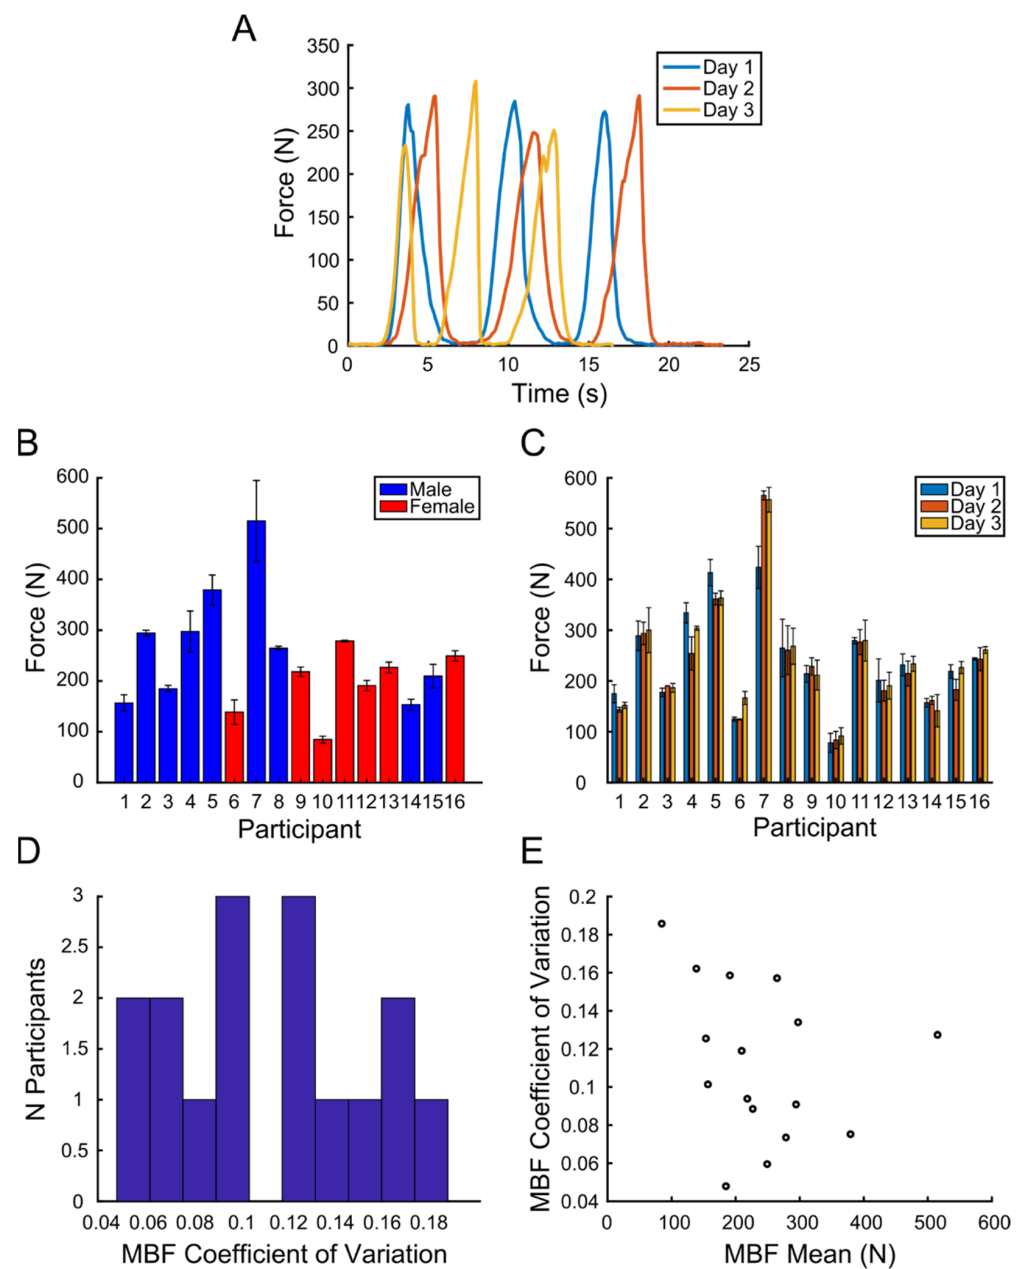 A
350
300
250
200
150
100
50
0
Force (N)
0 5 10 15 20 25
Time (s)
Day 1
Day 2
Day 3
B
600
500
400
300
200
100
0
Force (N)
1 2 3 4 5 6 7 8 9 10 11 12 13 14 15 16
Participant
Male
Female
C
600
500
400
300
200
100
0
Force (N)
1 2 3 4 5 6 7 8 9 10 11 12 13 14 15 16
Participant
Day 1
Day 2
Day 3
D
3
2.5
2
1.5
1
0.5
0
N Participants
0.04 0.06 0.08 0.1 0.12 0.14 0.16 0.18
MBF Coefficient of Variation
E
0.2
0.18
0.16
0.14
0.12
0.1
0.08
0.06
0.04
MBF Coefficient of Variation
0 100 200 300 400 500 600
MBF Mean (N)